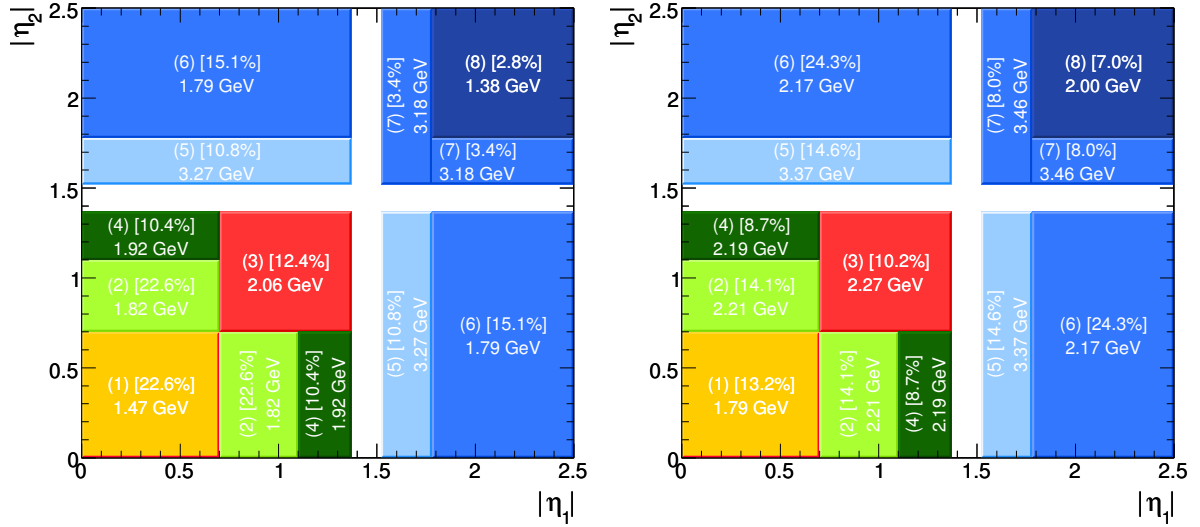 |η2|
2.5
2
1.5
1
0.5
0
(6) [15.1%]
1.79 GeV
(7) [3.4%]
3.18 GeV
(8) [2.8%]
1.38 GeV
(5) [10.8%]
3.27 GeV
(7) [3.4%]
3.18 GeV
(4) [10.4%]
1.92 GeV
(3) [12.4%]
2.06 GeV
(2) [22.6%]
1.82 GeV
(5) [10.8%]
3.27 GeV
(6) [15.1%]
1.79 GeV
(1) [22.6%]
1.47 GeV
(2) [22.6%]
1.82 GeV
(4) [10.4%]
1.92 GeV
0
0.5
1
1.5
2
2.5
|η1|
|η2|
2.5
2
1.5
1
0.5
0
(6) [24.3%]
2.17 GeV
(7) [8.0%]
3.46 GeV
(8) [7.0%]
2.00 GeV
(5) [14.6%]
3.37 GeV
(7) [8.0%]
3.46 GeV
(4) [8.7%]
2.19 GeV
(3) [10.2%]
2.27 GeV
(2) [14.1%]
2.21 GeV
(5) [14.6%]
3.37 GeV
(6) [24.3%]
2.17 GeV
(1) [13.2%]
1.79 GeV
(2) [14.1%]
2.21 GeV
(4) [8.7%]
2.19 GeV
0
0.5
1
1.5
2
2.5
|η1|